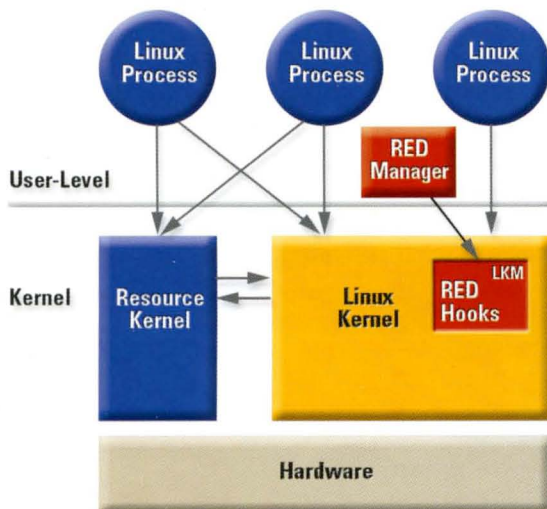 Linux
Process
Linux
Process
Linux
Process
RED
Manager
User-Level
Kernel
Resource
Kernel
Linux
Kernel
LKM
RED
Hooks
Hardware